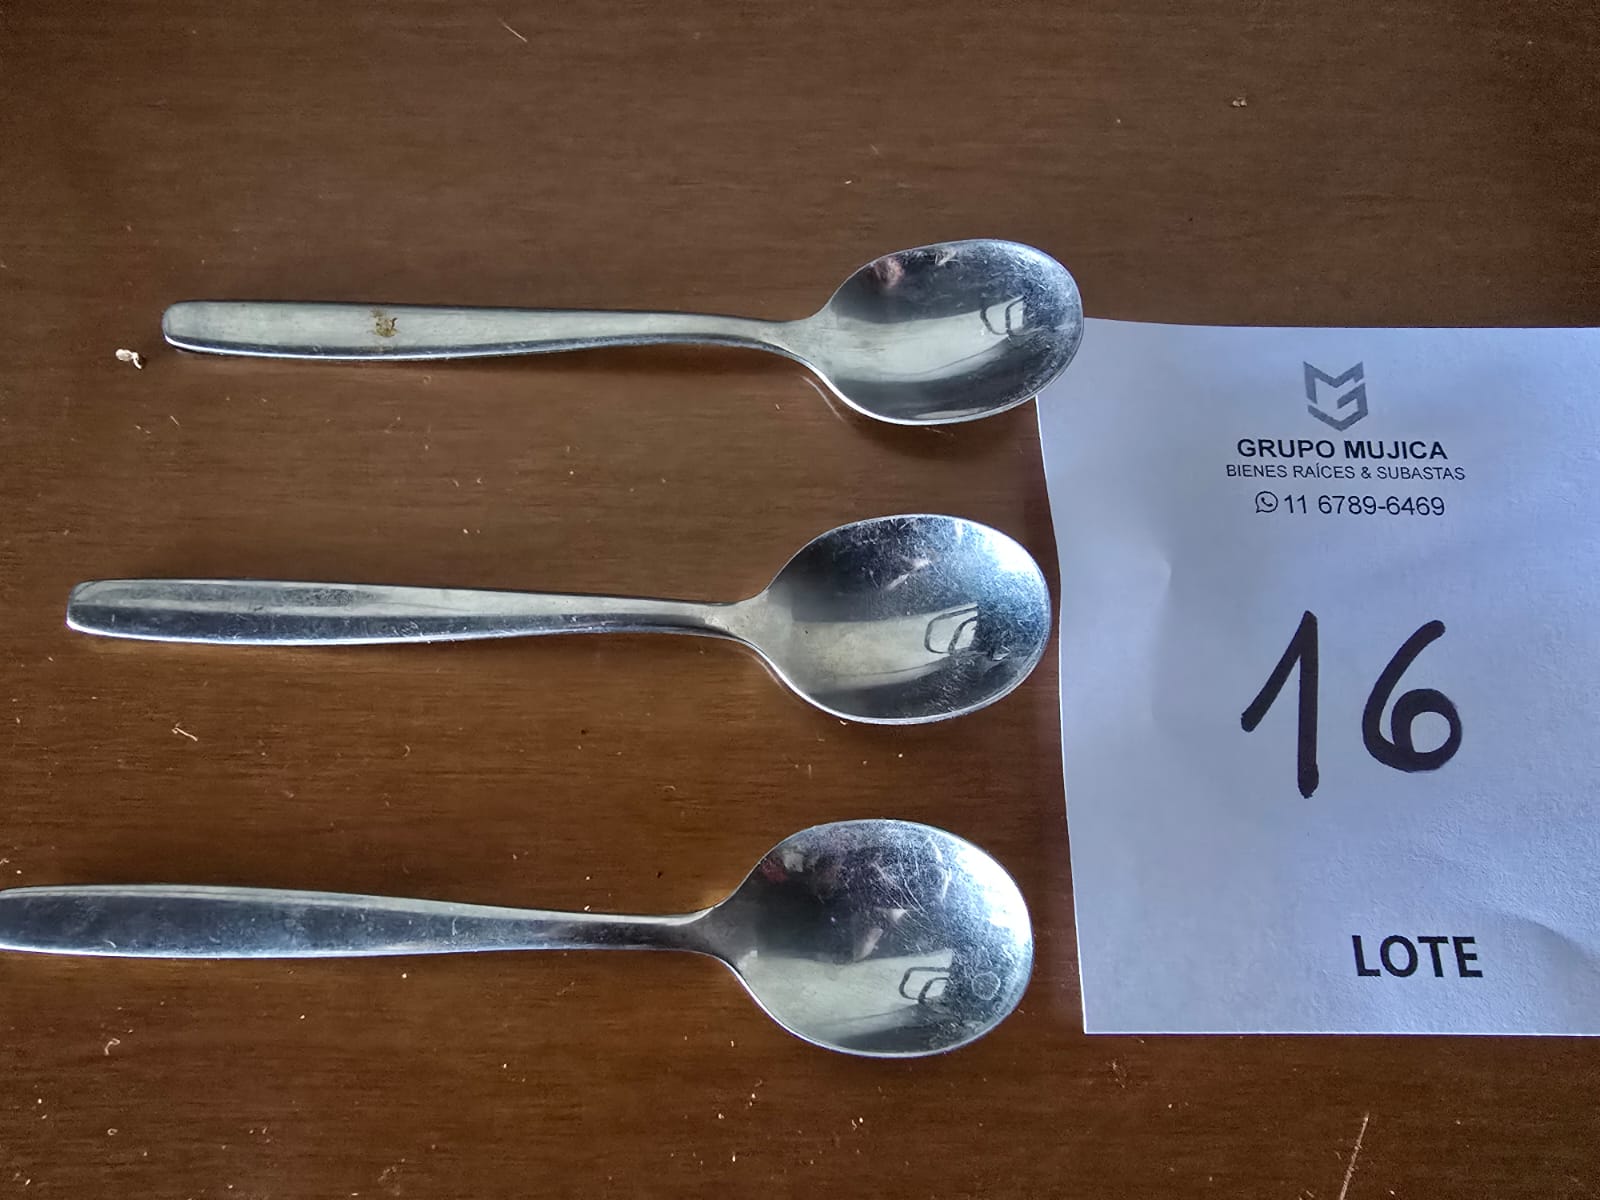 GRUPO MUJICA
BIENES RAÍCES & SUBASTAS
11 6789-6469
16
LOTE